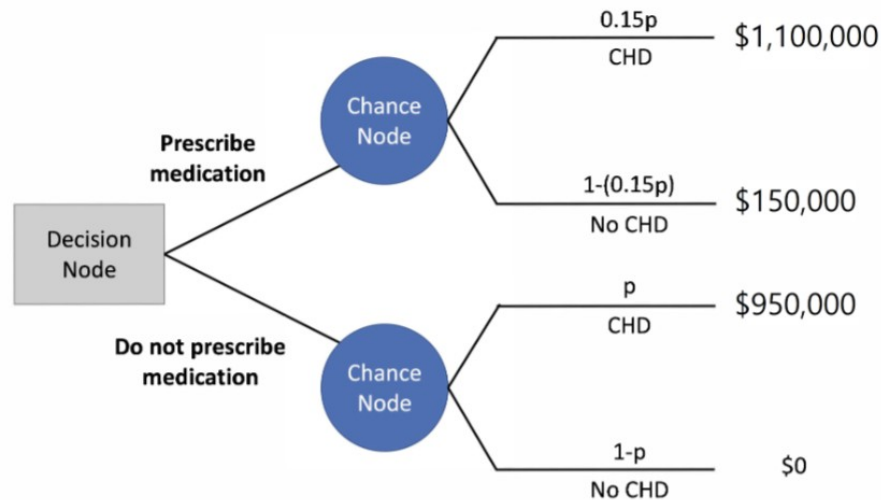 0.15p
$1,100,000
CHD
Chance
Node
Prescribe
medication
1-(0.15p)
$150,000
No CHD
Decision
Node
p
$950,000
CHD
Do not prescribe
medication
Chance
Node
1-p
$0
No CHD